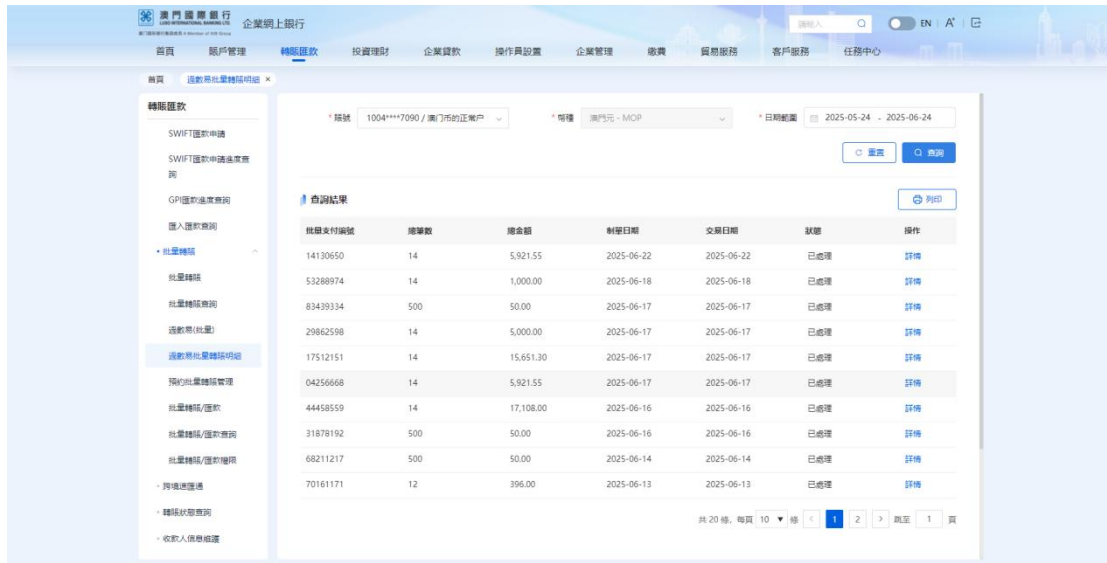 澳門國際銀行
LUSO INTERNATIONAL BANKING LTD
企業網上銀行
請輸入
EN
A+
首頁 賬戶管理 轉賬匯款 投資理財 企業貸款 操作員設置 企業管理 繳費 貿易服務 客戶服務 任務中心
首頁 過數易批量轉賬明細 ×
轉賬匯款
SWIFT匯款申請
SWIFT匯款申請進度查
詢
GPI匯款進度查詢
匯入匯款查詢
批量轉賬
批量轉賬
批量轉賬查詢
過數易(批量)
過數易批量轉賬明細
預約批量轉賬管理
批量轉賬/匯款
批量轉賬/匯款查詢
批量轉賬/匯款權限
跨境速匯通
轉賬狀態查詢
收款人信息維護
* 賬號 1004****7090 / 澳门币的正常户 * 幣種 澳門元 - MOP * 日期範圍 2025-05-24 - 2025-06-24
重置 查詢
查詢結果 列印
批量支付編號 總筆數 總金額 制單日期 交易日期 狀態 操作
14130650 14 5,921.55 2025-06-22 2025-06-22 已處理 詳情
53288974 14 1,000.00 2025-06-18 2025-06-18 已處理 詳情
83439334 500 50.00 2025-06-17 2025-06-17 已處理 詳情
29862598 14 5,000.00 2025-06-17 2025-06-17 已處理 詳情
17512151 14 15,651.30 2025-06-17 2025-06-17 已處理 詳情
04256668 14 5,921.55 2025-06-17 2025-06-17 已處理 詳情
44458559 14 17,108.00 2025-06-16 2025-06-16 已處理 詳情
31878192 500 50.00 2025-06-16 2025-06-16 已處理 詳情
68211217 500 50.00 2025-06-14 2025-06-14 已處理 詳情
70161171 12 396.00 2025-06-13 2025-06-13 已處理 詳情
共 20 條, 每頁 10 ▼ 條 < 1 2 > 跳至 1 頁